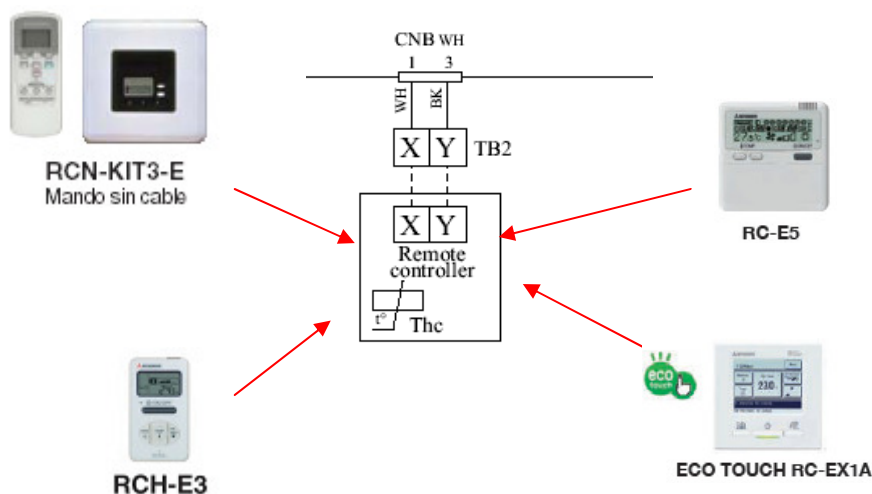 CNB WH
1 3
WH BK
X Y TB2
RCN-KIT3-E
Mando sin cable
X Y
Remote
controller
t° Thc
RC-E5
eco
touch
RCH-E3
ECO TOUCH RC-EX1A